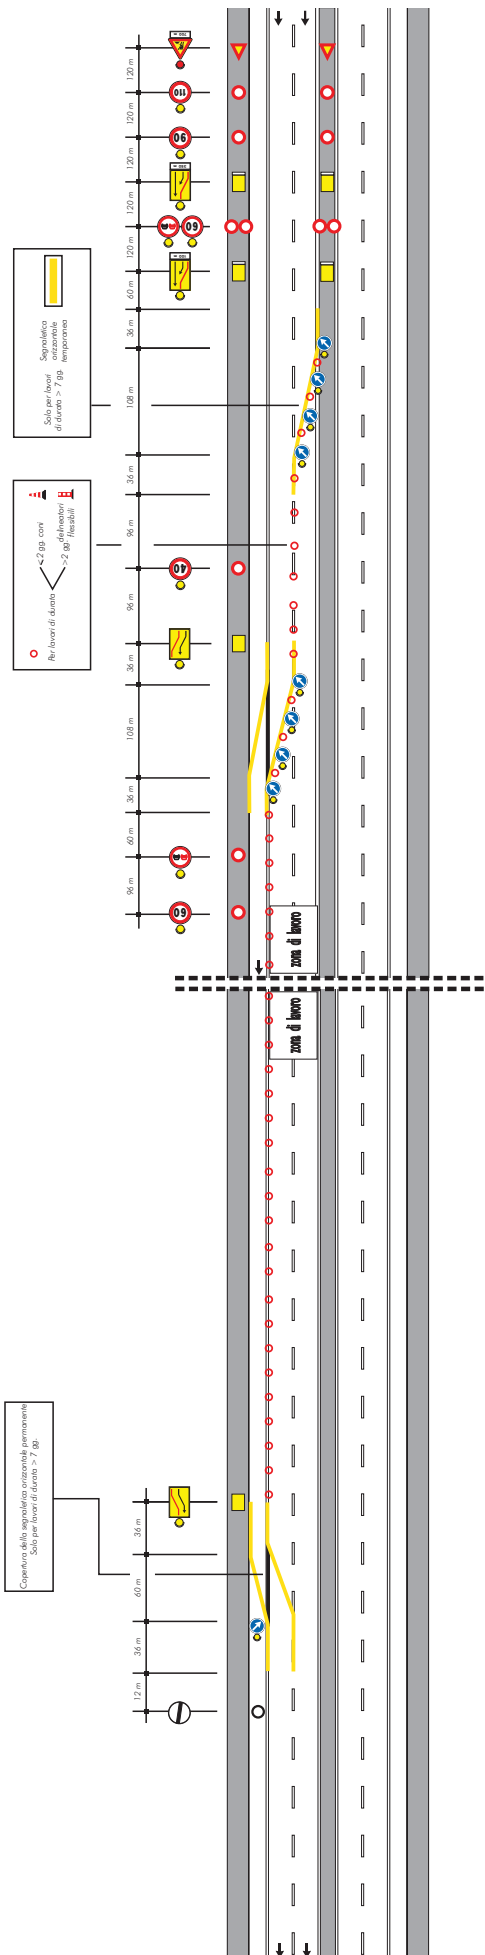 700 m
120 m
110
120 m
90
120 m
340 m
120 m
60
120 m
100 m
60 m
36 m
Segnaletica
orizzontale
temporanea
Solo per lavori
di durata > 7 gg.
108 m
36 m
96 m
< 2 gg. coni
Per lavori di durata
> 2 gg.
delineatori
flessibili
40
96 m
36 m
108 m
36 m
60 m
96 m
60
zona di lavoro
zona di lavoro
Copertura della segnaletica orizzontale permanente
Solo per lavori di durata > 7 gg.
36 m
60 m
36 m
12 m